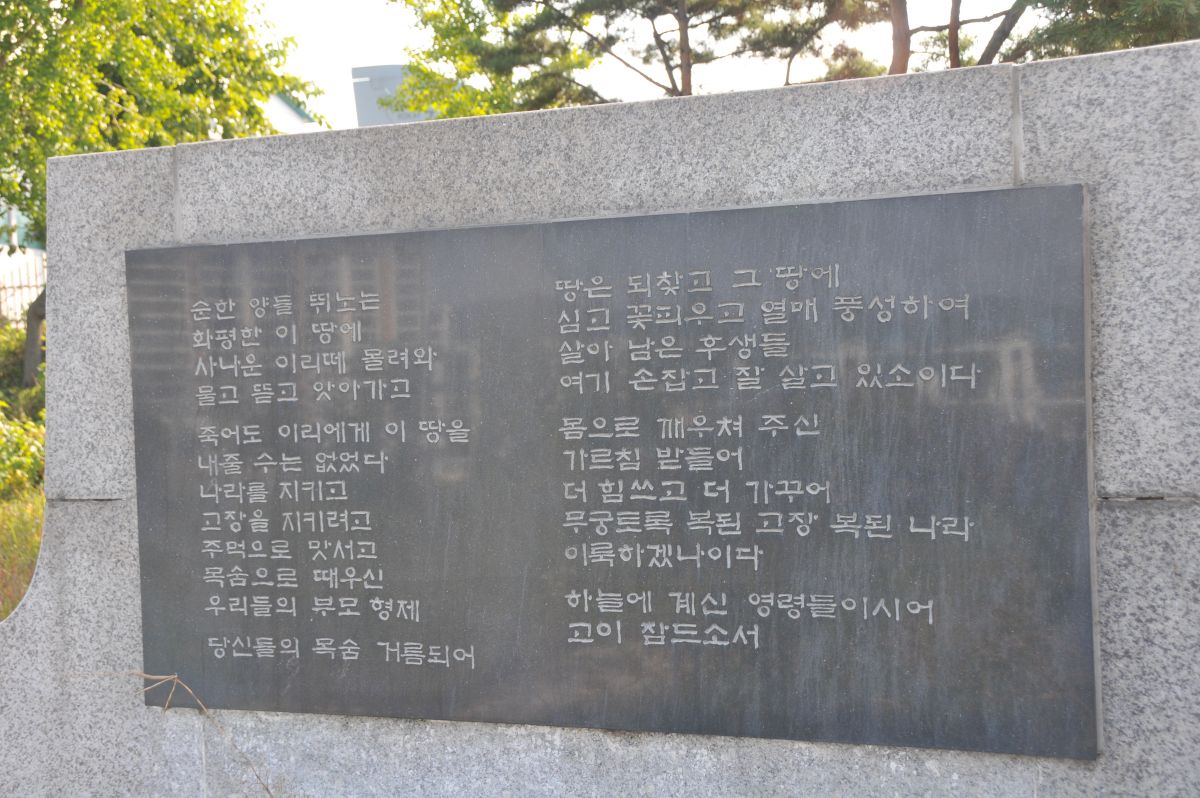 순한 양들 뛰노는
화평한 이 땅에
사나운 이리떼 몰려와
물고 뜯고 앗아가고
죽어도 이리에게 이 땅을
내줄 수는 없었다
나라를 지키고
고장을 지키려고
주먹으로 맞서고
목숨으로 때우신
우리들의 부모 형제
당신들의 목숨 거름되어
땅은 되찾고 그 땅에
심고 꽃피우고 열매 풍성하여
살아 남은 후생들
여기 손잡고 잘 살고 있소이다
몸으로 깨우쳐 주신
가르침 받들어
더 힘쓰고 더 가꾸어
무궁토록 복된 고장 복된 나라
이룩하겠나이다
하늘에 계신 영령들이시어
고이 잠드소서